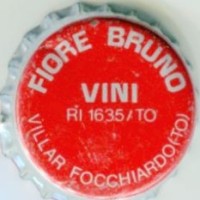 FIORE BRUNO
VINI
RI 1635/TO
VILLAR FOCCHIARDO(TO)